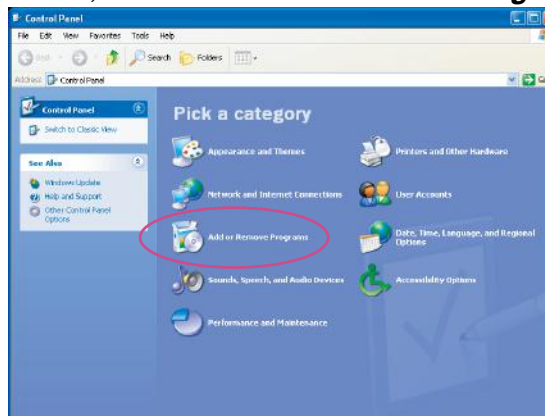 Control Panel
File Edit View Favorites Tools Help
Search Folders
Address Control Panel
Control Panel
Switch to Classic View
See Also
Windows Update
Help and Support
Other Control Panel
Options
Pick a category
Appearance and Themes
Printers and Other Hardware
Network and Internet Connections
User Accounts
Add or Remove Programs
Date, Time, Language, and Regional
Options
Sounds, Speech, and Audio Devices
Accessibility Options
Performance and Maintenance